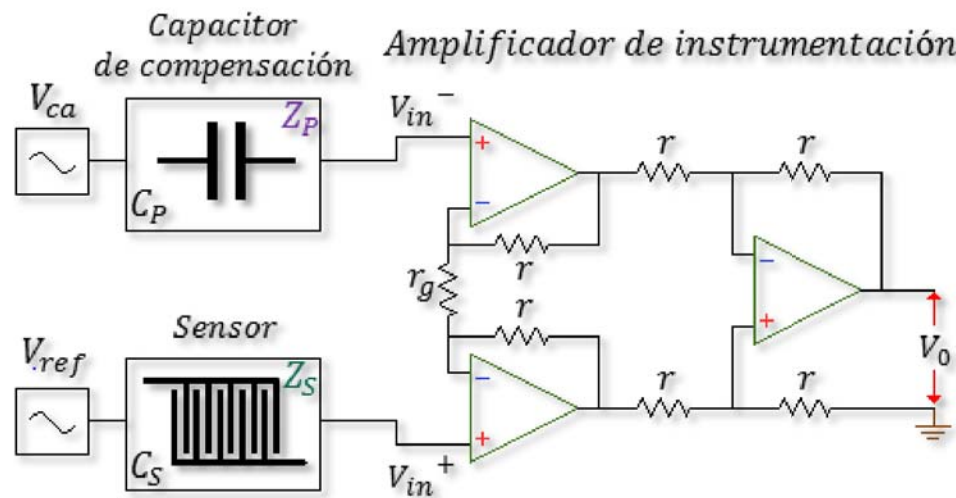 Capacitor
de compensación
Amplificador de instrumentación
V_ca
Z_P
C_P
V_in^-
+
−
r
r
r
r_g
−
+
V_0
Sensor
V_ref
Z_S
C_S
r
−
+
V_in^+
r
r